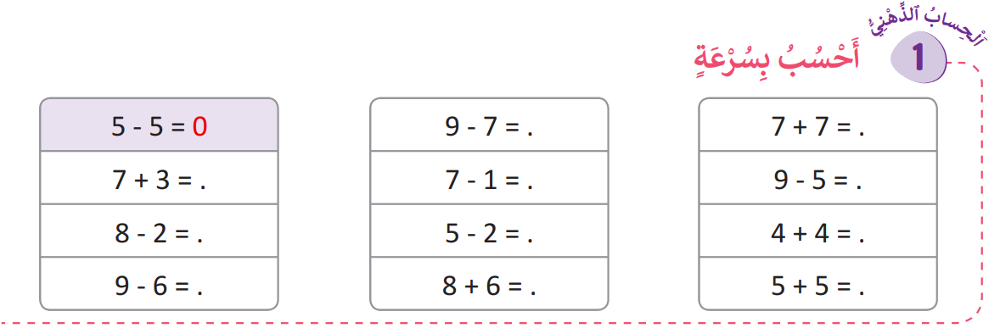 اَلْحِسابُ ٱلذِّهْنِيُّ
1
أَحْسُبُ بِسُرْعَةٍ
5 - 5 = 0
7 + 3 = .
8 - 2 = .
9 - 6 = .
9 - 7 = .
7 - 1 = .
5 - 2 = .
8 + 6 = .
7 + 7 = .
9 - 5 = .
4 + 4 = .
5 + 5 = .